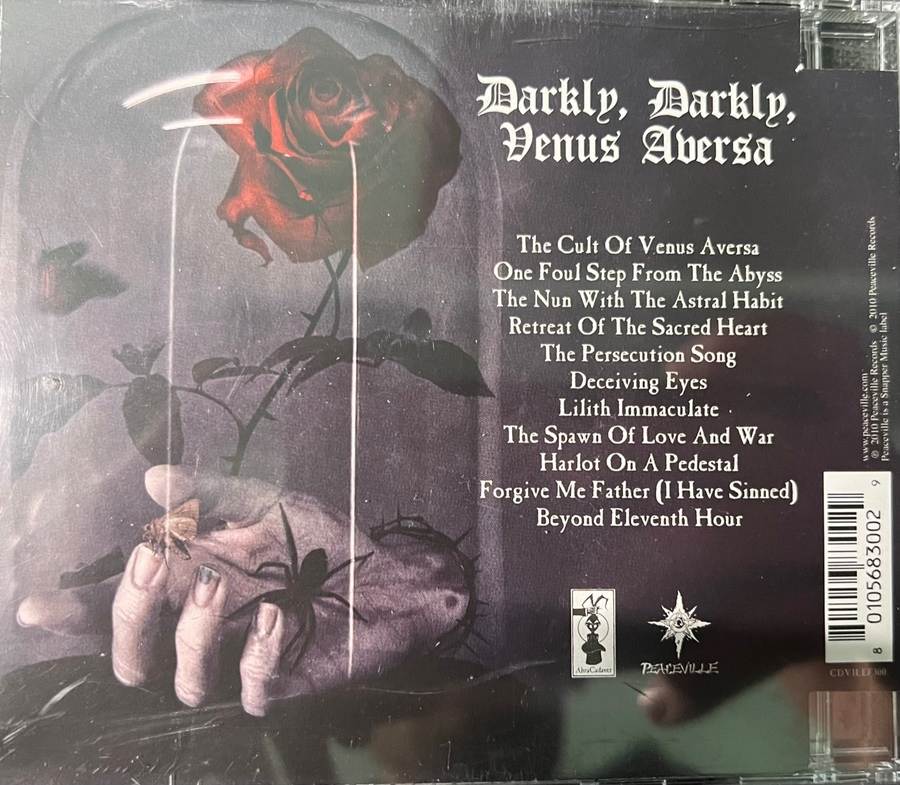 Darkly, Darkly,
Venus Aversa
The Cult Of Venus Aversa
One Foul Step From The Abyss
The Nun With The Astral Habit
Retreat Of The Sacred Heart
The Persecution Song
Deceiving Eyes
Lilith Immaculate
The Spawn Of Love And War
Harlot On A Pedestal
Forgive Me Father (I Have Sinned)
Beyond Eleventh Hour
AbraCadaver
PEACEVILLE
www.peaceville.com
℗ 2010 Peaceville Records © 2010 Peaceville Records
Peaceville is a Snapper Music label
8 0105683002 9
CDVILEF300